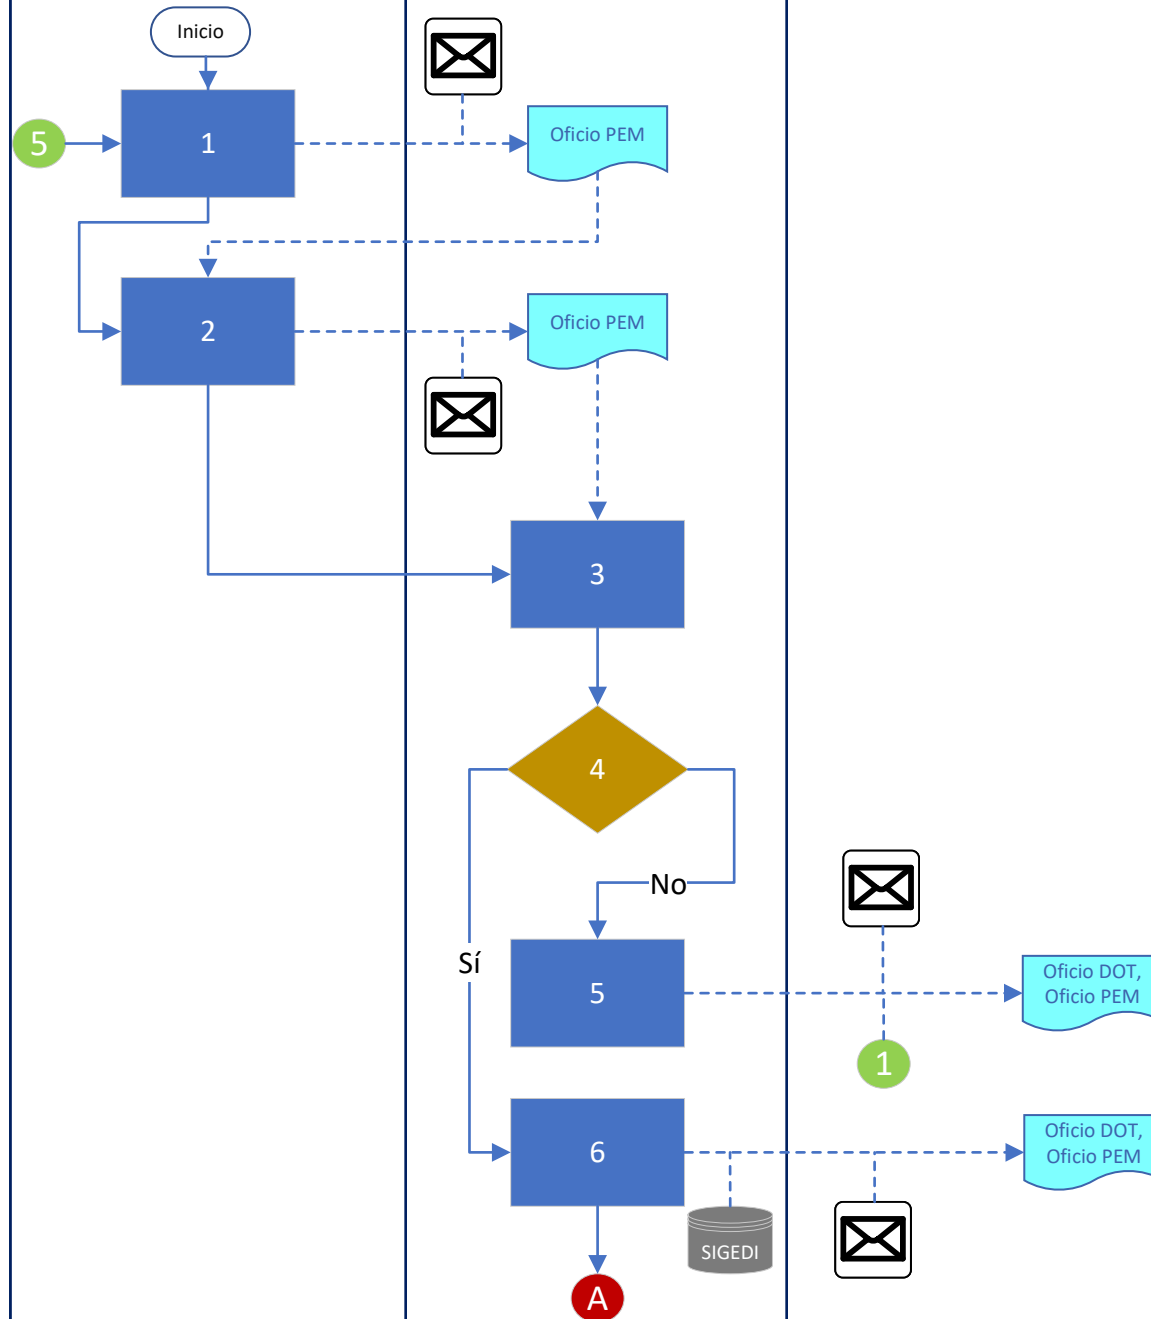 Inicio
5
1
Oficio PEM
2
Oficio PEM
3
4
No
Sí
5
Oficio DOT,
Oficio PEM
1
6
Oficio DOT,
Oficio PEM
SIGEDI
A